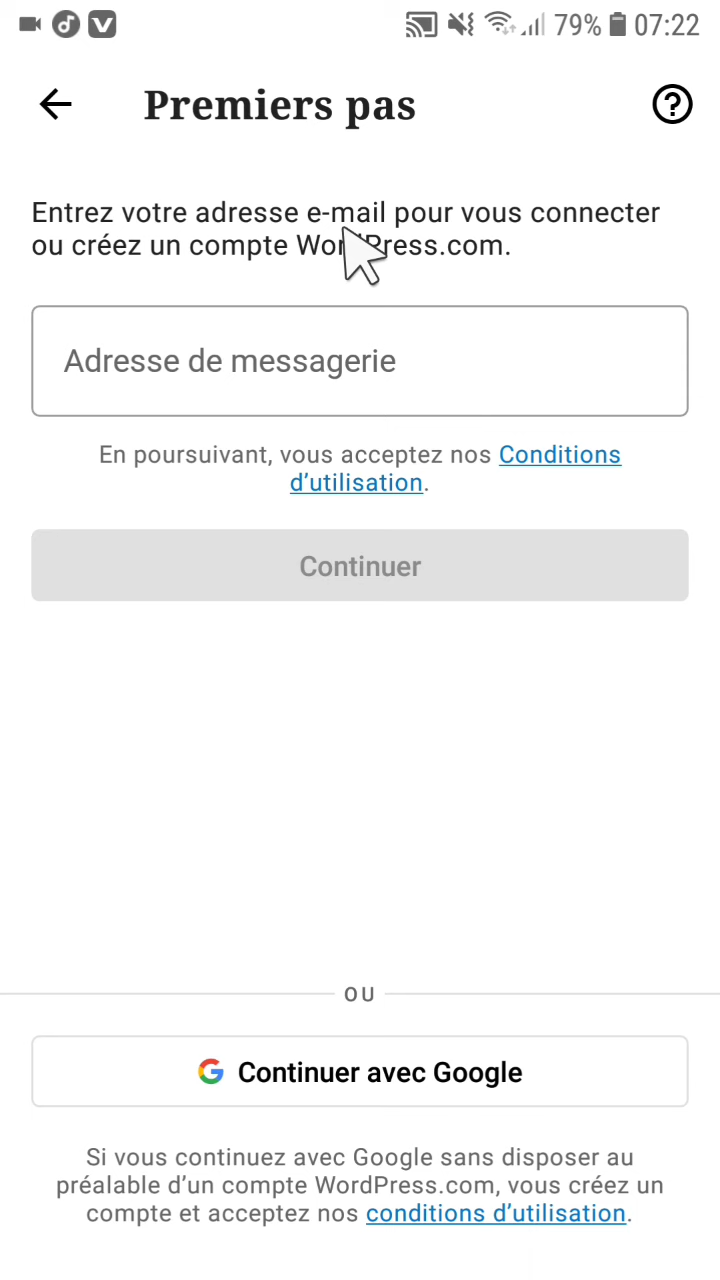 79% 07:22
Premiers pas
Entrez votre adresse e-mail pour vous connecter
ou créez un compte WordPress.com.
Adresse de messagerie
En poursuivant, vous acceptez nos Conditions
d’utilisation.
Continuer
OU
Continuer avec Google
Si vous continuez avec Google sans disposer au
préalable d’un compte WordPress.com, vous créez un
compte et acceptez nos conditions d’utilisation.